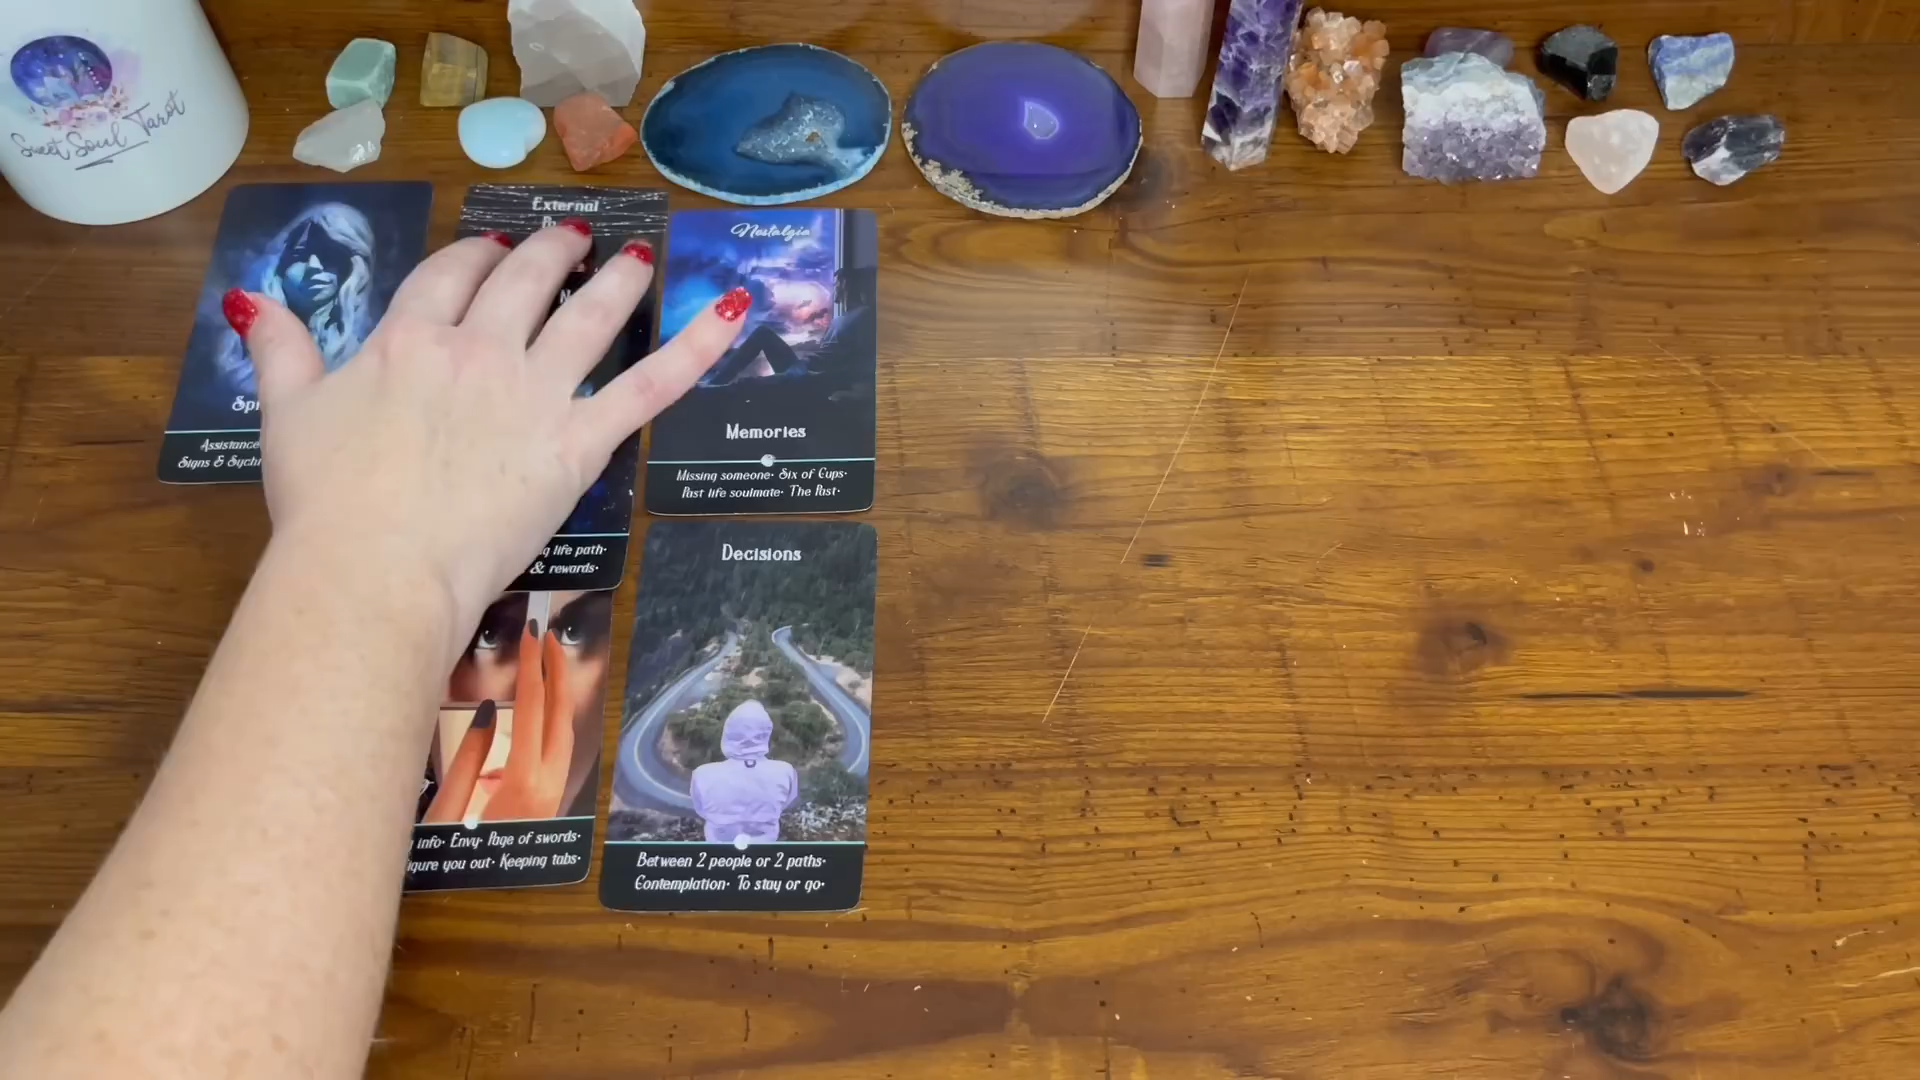 Sweet Soul Tarot
External
Nostalgia
Memories
Missing someone· Six of Cups·
Past life soulmate· The Past·
Assistance
Signs &
life path·
& rewards·
Decisions
info· Envy· Page of swords·
you out· Keeping tabs·
Between 2 people or 2 paths·
Contemplation· To stay or go·